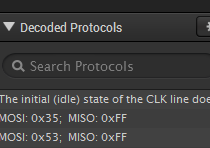 Decoded Protocols
Search Protocols
The initial (idle) state of the CLK line doe
MOSI: 0x35; MISO: 0xFF
MOSI: 0x53; MISO: 0xFF